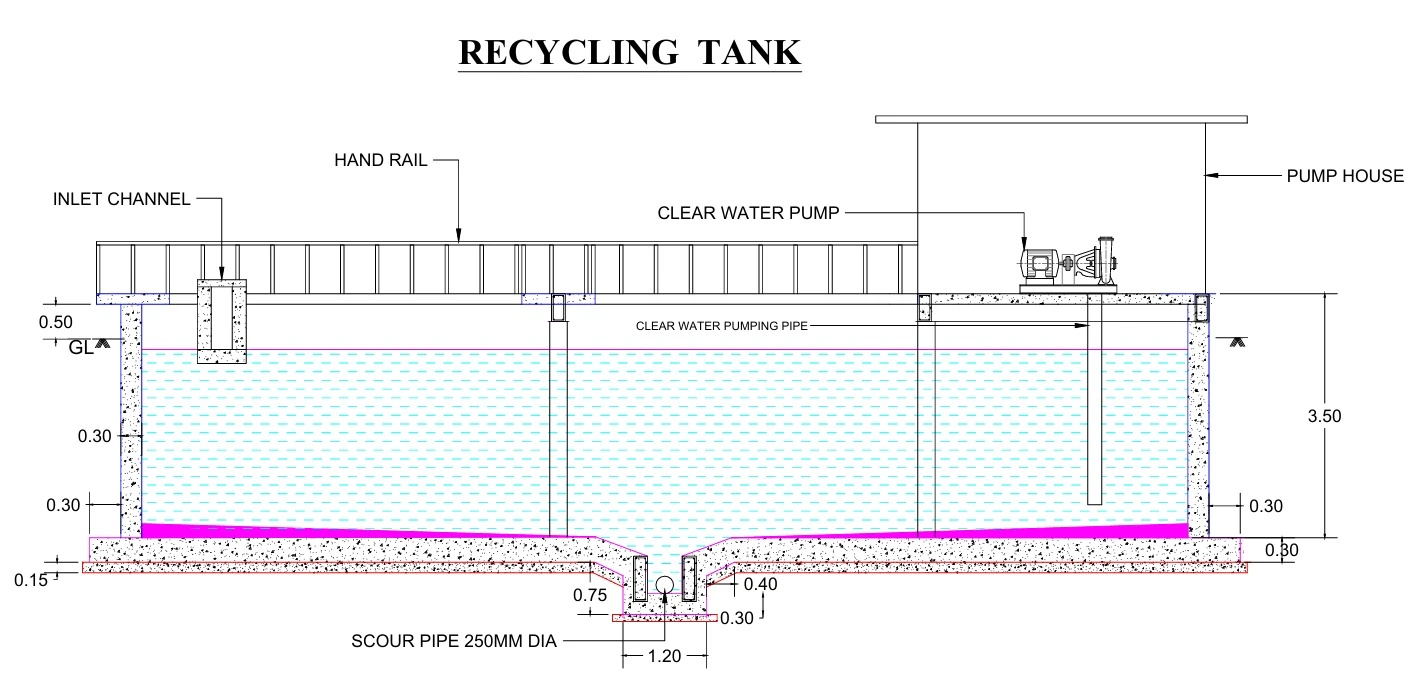 RECYCLING TANK
HAND RAIL
PUMP HOUSE
INLET CHANNEL
CLEAR WATER PUMP
0.50
CLEAR WATER PUMPING PIPE
GL
3.50
0.30
0.30
0.30
0.30
0.15
0.75
0.40
0.30
SCOUR PIPE 250MM DIA
1.20